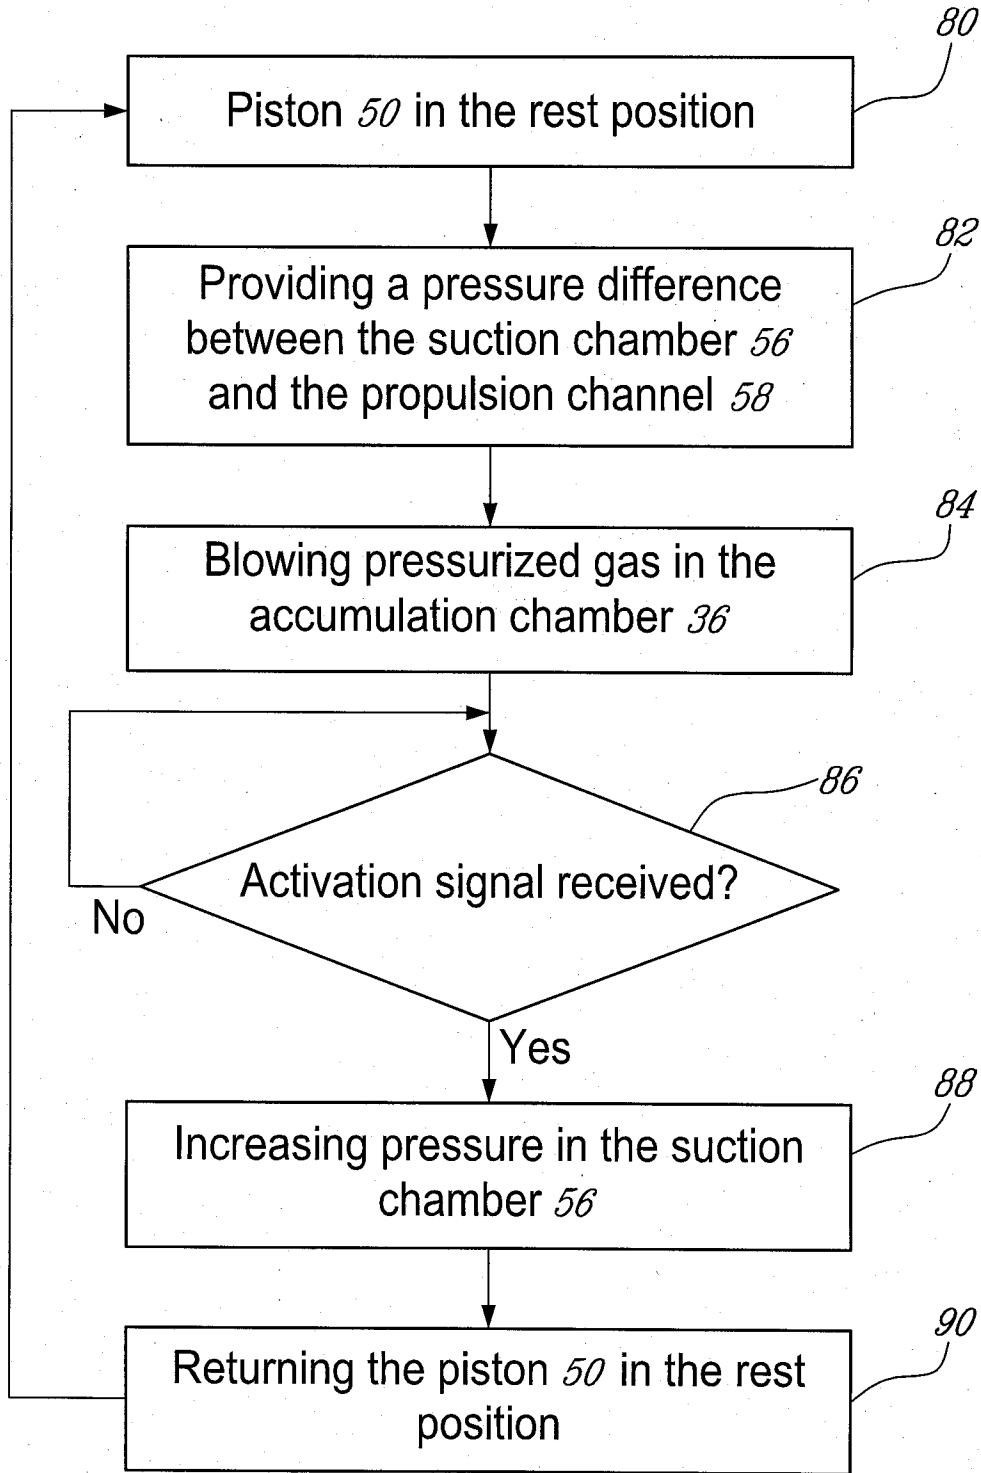 80
Piston 50 in the rest position
82
Providing a pressure difference
between the suction chamber 56
and the propulsion channel 58
84
Blowing pressurized gas in the
accumulation chamber 36
86
Activation signal received?
No
Yes
88
Increasing pressure in the suction
chamber 56
90
Returning the piston 50 in the rest
position